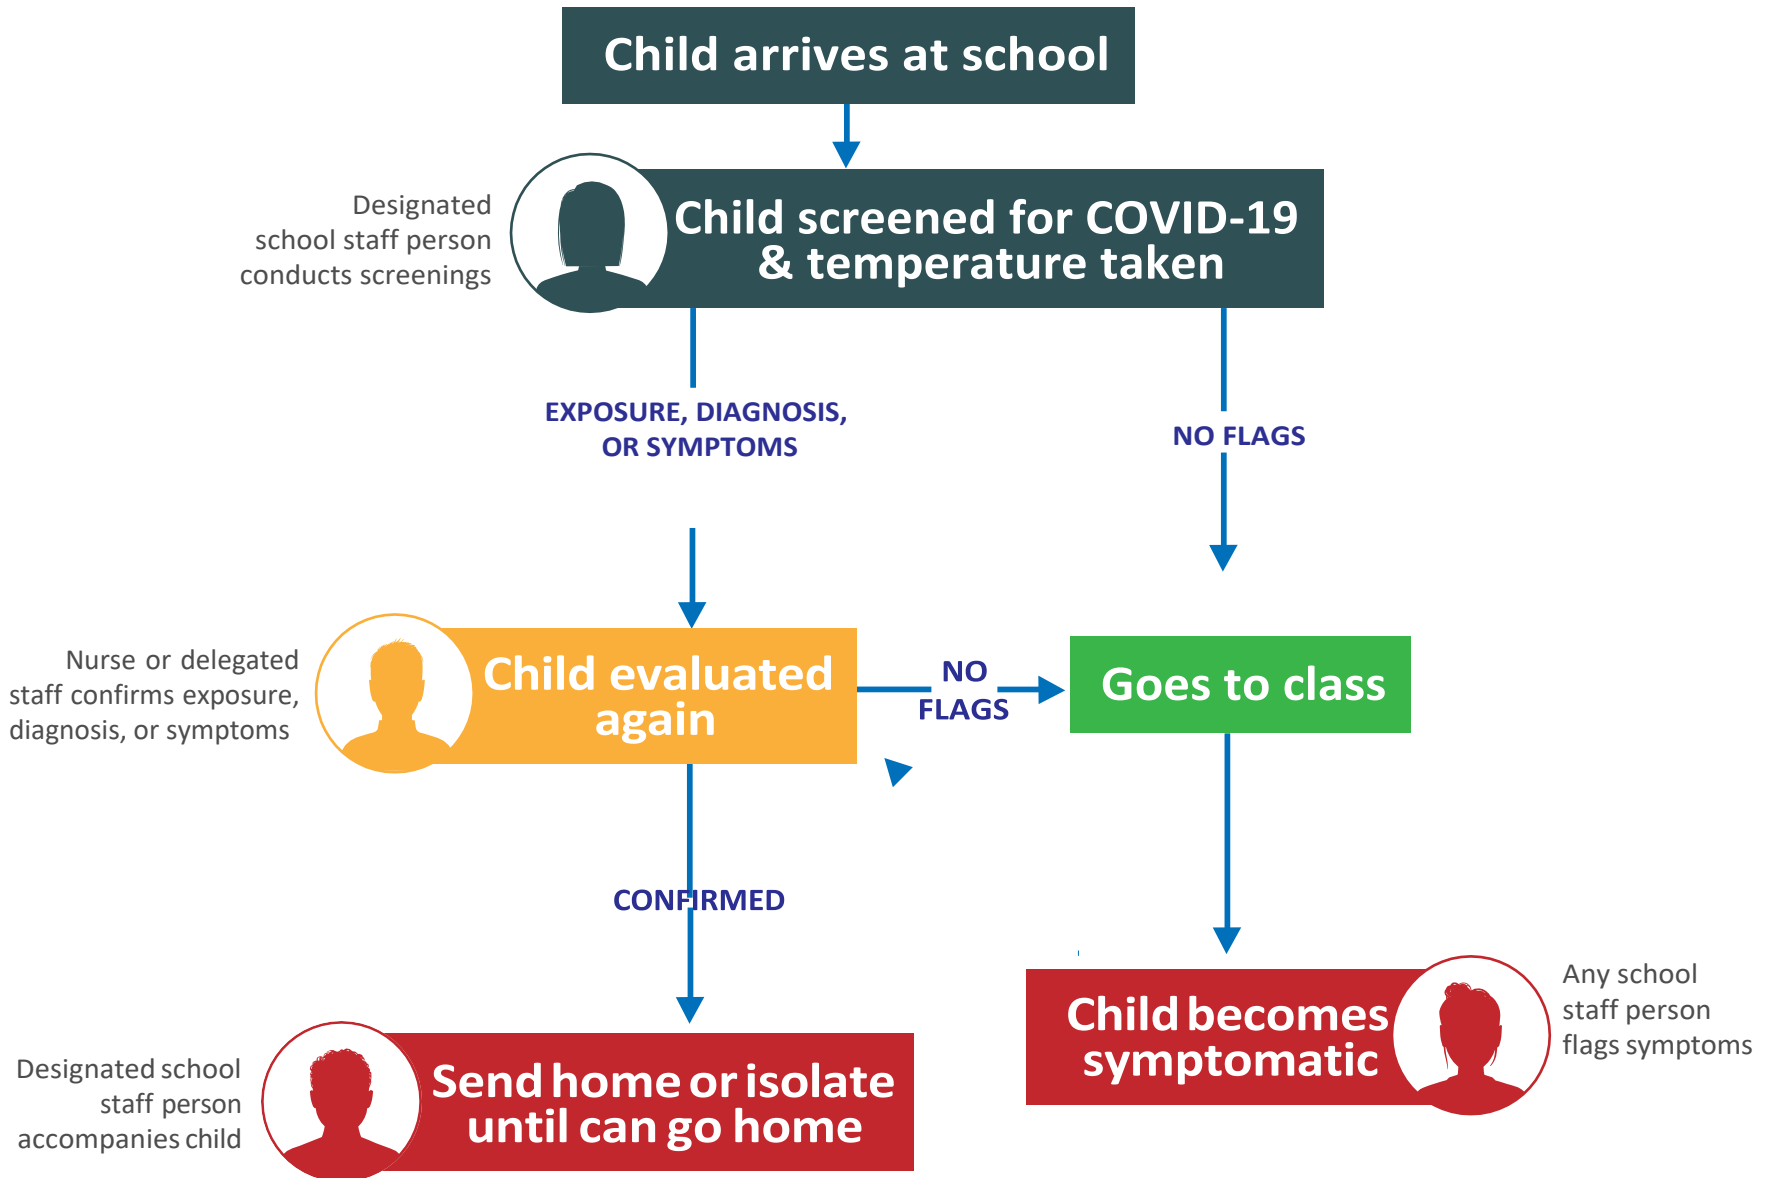 Child arrives at school
Designated
school staff person
conducts screenings
Child screened for COVID-19
& temperature taken
EXPOSURE, DIAGNOSIS,
OR SYMPTOMS
NO FLAGS
Nurse or delegated
staff confirms exposure,
diagnosis, or symptoms
Child evaluated
again
NO
FLAGS
Goes to class
CONFIRMED
Designated school
staff person
accompanies child
Send home or isolate
until can go home
Child becomes
symptomatic
Any school
staff person
flags symptoms